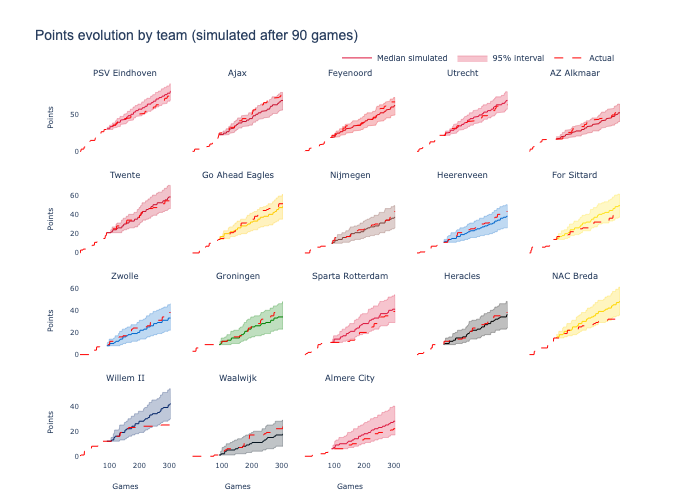 Points evolution by team (simulated after 90 games)
Median simulated 95% interval Actual
PSV Eindhoven Ajax Feyenoord Utrecht AZ Alkmaar
50
0
Points
Twente Go Ahead Eagles Nijmegen Heerenveen For Sittard
60
40
20
0
Points
Zwolle Groningen Sparta Rotterdam Heracles NAC Breda
60
40
20
0
Points
Willem II Waalwijk Almere City
40
20
0
Points
100 200 300 100 200 300 100 200 300
Games Games